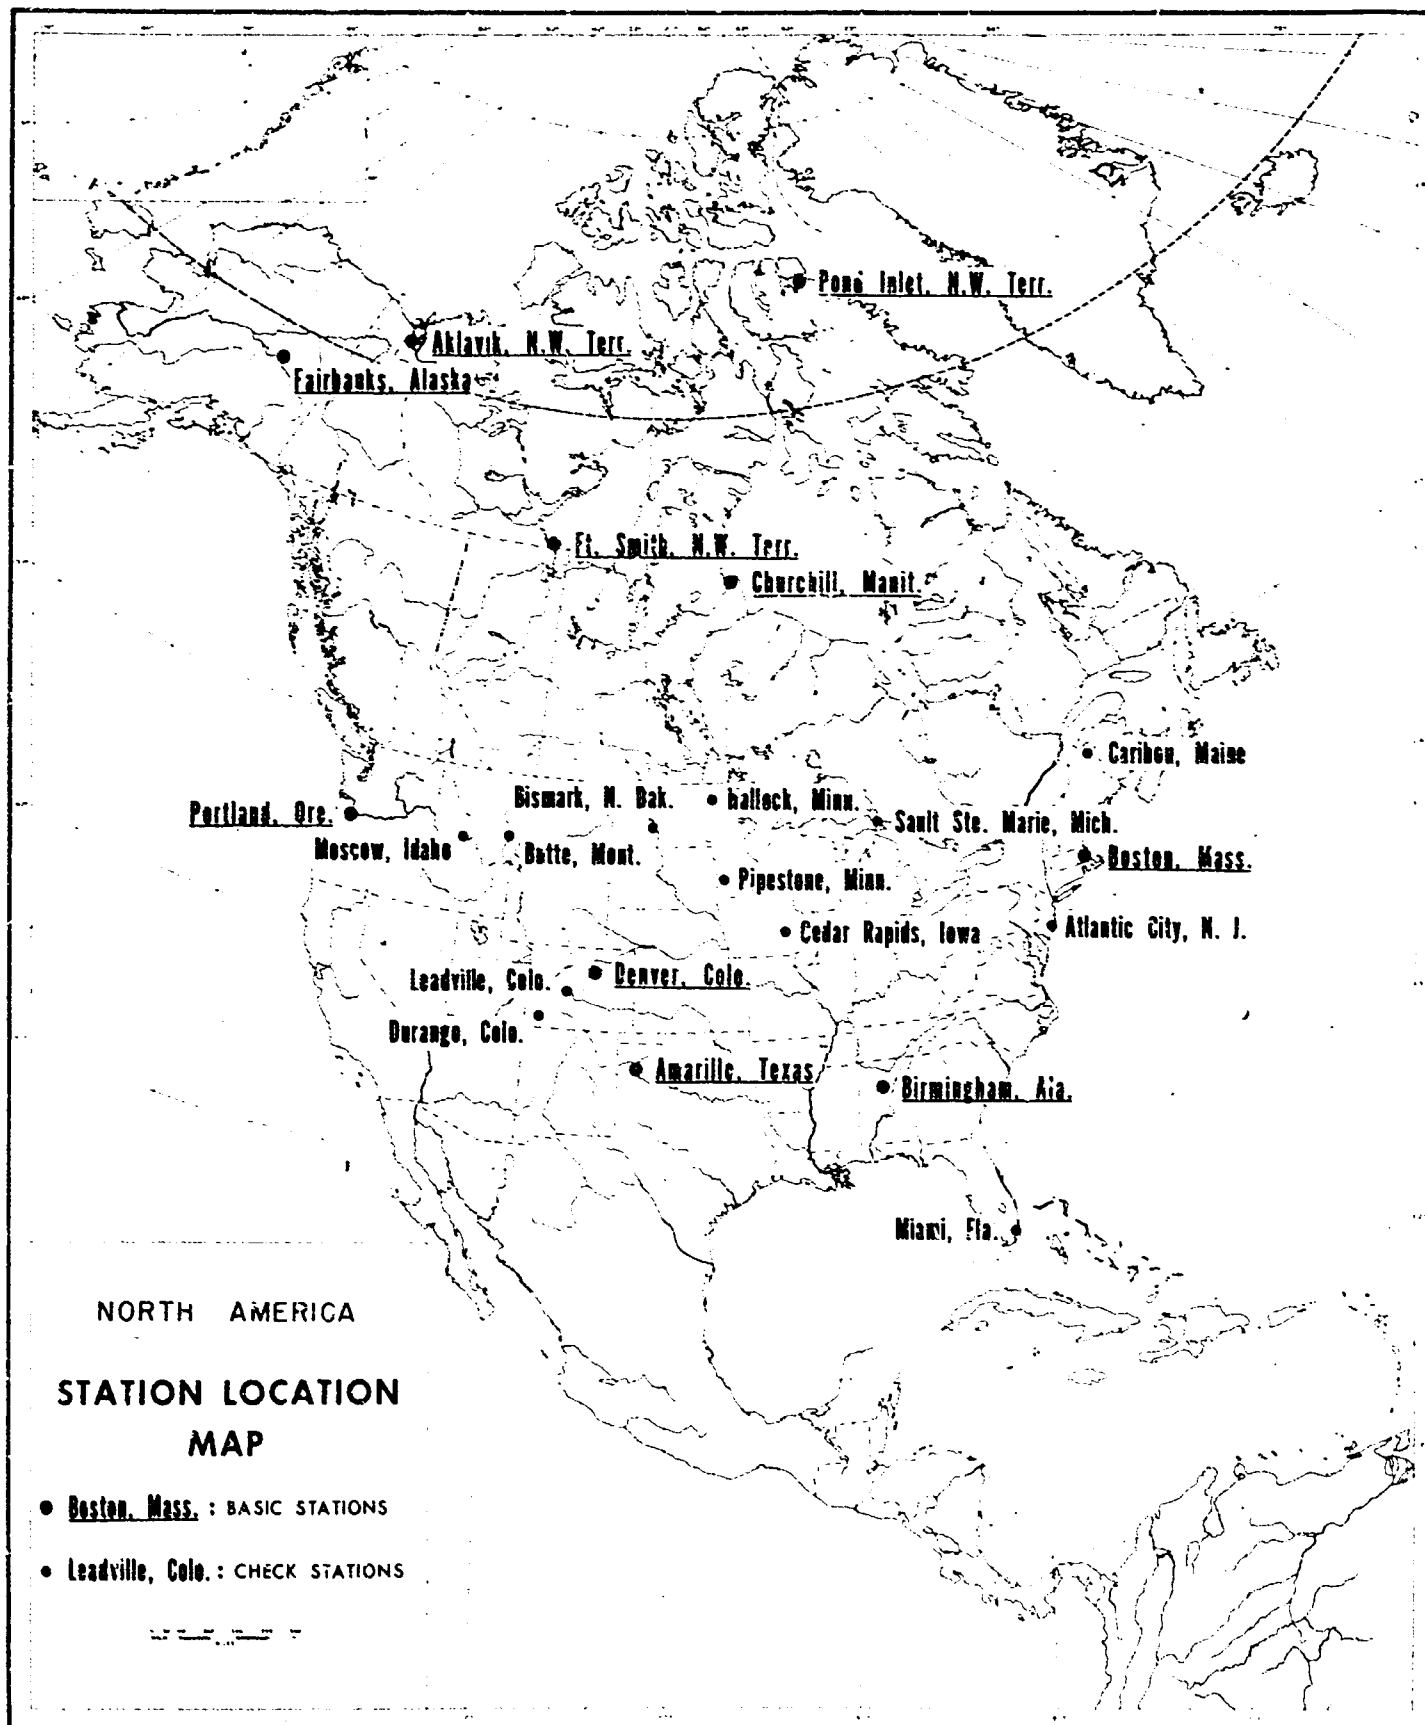 Pond Inlet, N.W. Terr.
Aklavik, N.W. Terr.
Fairbanks, Alaska
Ft. Smith, N.W. Terr.
Churchill, Manit.
Caribou, Maine
Portland, Ore.
Bismark, N. Dak.
Hallock, Minn.
Sault Ste. Marie, Mich.
Moscow, Idaho
Butte, Mont.
Boston, Mass.
Pipestone, Minn.
Cedar Rapids, Iowa
Atlantic City, N. J.
Leadville, Colo.
Denver, Colo.
Durango, Colo.
Amarillo, Texas
Birmingham, Ala.
Miami, Fla.
NORTH AMERICA
STATION LOCATION
MAP
Boston, Mass. : BASIC STATIONS
Leadville, Colo. : CHECK STATIONS